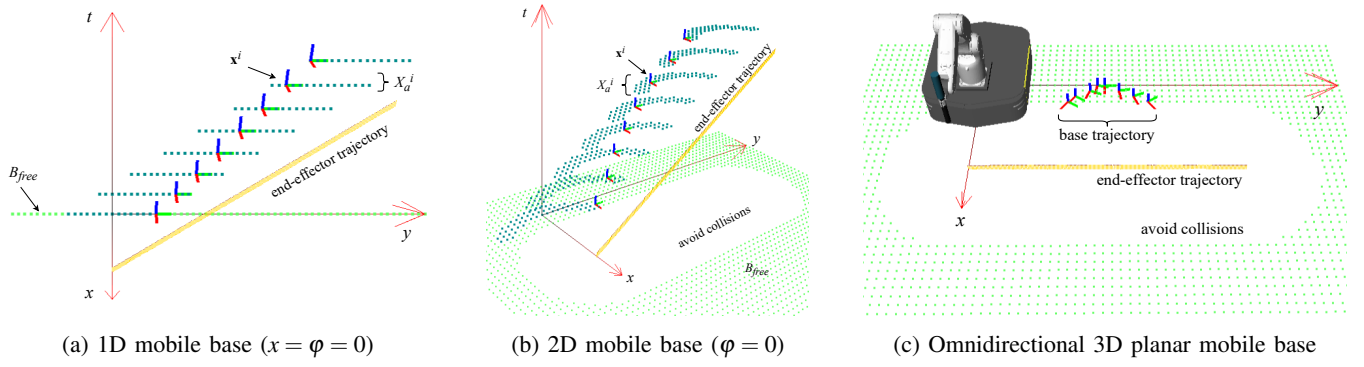 t
x^i
X_a^i
end-effector trajectory
B_free
y
x
(a) 1D mobile base (x = φ = 0)
t
x^i
X_a^i
end-effector trajectory
y
avoid collisions
B_free
x
(b) 2D mobile base (φ = 0)
y
base trajectory
end-effector trajectory
x
avoid collisions
(c) Omnidirectional 3D planar mobile base